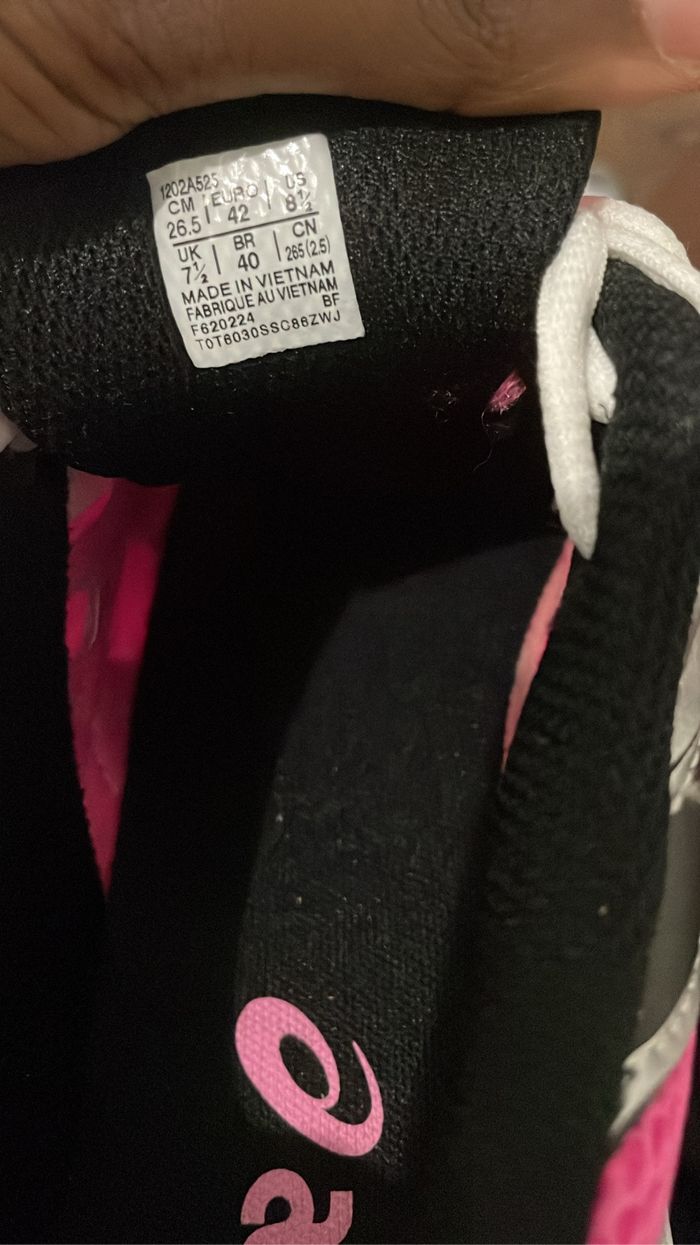 1202A525
CM | EURO | US
26.5 | 42 | 8½
UK | BR | CN
7½ | 40 | 265(2.5)
MADE IN VIETNAM
FABRIQUE AU VIETNAM
F620224 BF
T0T6030SSC86ZWJ
a